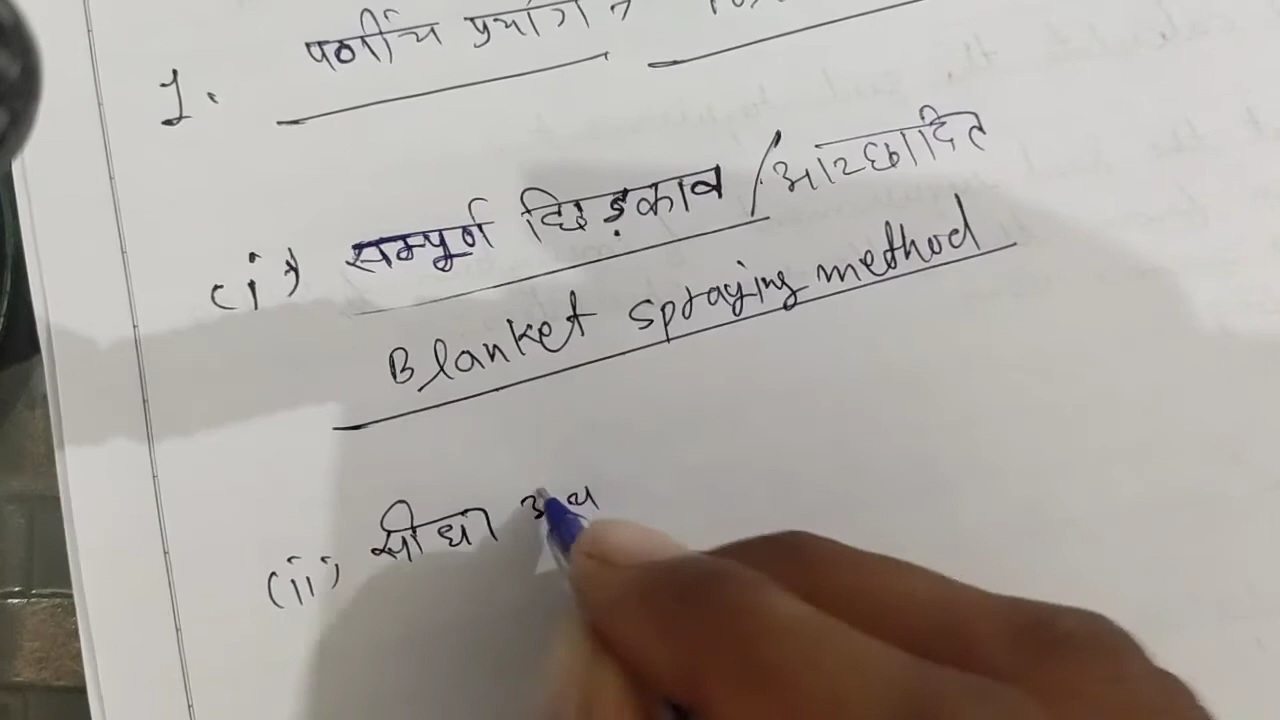 1. पर्णीय प्रयोग
(i) सम्पूर्ण छिड़काव / आच्छादित
Blanket spraying method
(ii) सीधा